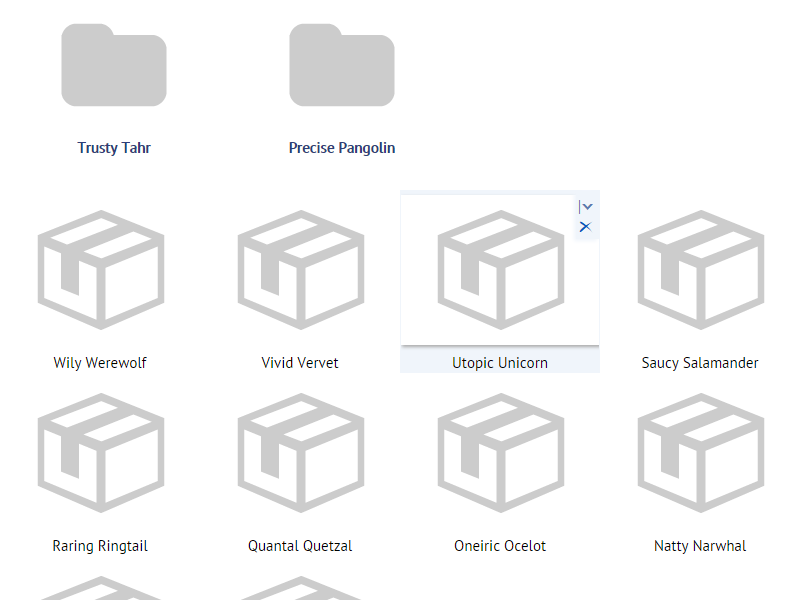 Trusty Tahr
Precise Pangolin
Wily Werewolf
Vivid Vervet
Utopic Unicorn
Saucy Salamander
Raring Ringtail
Quantal Quetzal
Oneiric Ocelot
Natty Narwhal